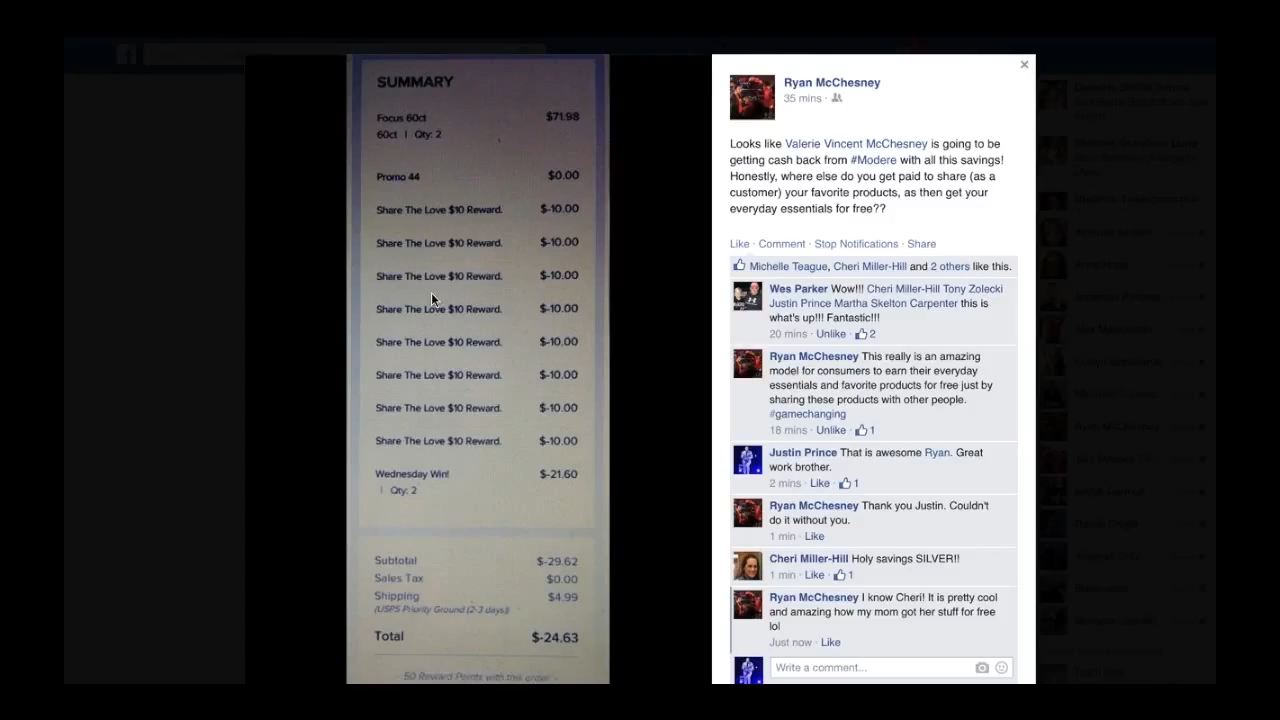 SUMMARY
Focus 60ct $71.98
60ct | Qty: 2
Promo 44 $0.00
Share The Love $10 Reward. $-10.00
Share The Love $10 Reward. $-10.00
Share The Love $10 Reward. $-10.00
Share The Love $10 Reward. $-10.00
Share The Love $10 Reward. $-10.00
Share The Love $10 Reward. $-10.00
Share The Love $10 Reward. $-10.00
Share The Love $10 Reward. $-10.00
Wednesday Win! $-21.60
| Qty: 2
Subtotal $-29.62
Sales Tax $0.00
Shipping $4.99
(USPS Priority Ground (2-3 days))
Total $-24.63
50 Reward Points with this order
Ryan McChesney
35 mins ·
Looks like Valerie Vincent McChesney is going to be
getting cash back from #Modere with all this savings!
Honestly, where else do you get paid to share (as a
customer) your favorite products, as then get your
everyday essentials for free??
Like · Comment · Stop Notifications · Share
Michelle Teague, Cheri Miller-Hill and 2 others like this.
Wes Parker Wow!!! Cheri Miller-Hill Tony Zolecki
Justin Prince Martha Skelton Carpenter this is
what's up!!! Fantastic!!!
20 mins · Unlike · 2
Ryan McChesney This really is an amazing
model for consumers to earn their everyday
essentials and favorite products for free just by
sharing these products with other people.
#gamechanging
18 mins · Unlike · 1
Justin Prince That is awesome Ryan. Great
work brother.
2 mins · Like · 1
Ryan McChesney Thank you Justin. Couldn't
do it without you.
1 min · Like
Cheri Miller-Hill Holy savings SILVER!!
1 min · Like · 1
Ryan McChesney I know Cheri! It is pretty cool
and amazing how my mom got her stuff for free
lol
Just now · Like
Write a comment...